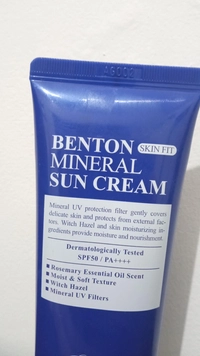 BENTON SKIN FIT
MINERAL
SUN CREAM
Mineral UV protection filter gently covers
delicate skin and protects from external fac-
tors. Witch Hazel and skin moisturizing in-
gredients provide moisture and nourishment.
Dermatologically Tested
SPF50 / PA++++
■ Rosemary Essential Oil Scent
■ Moist & Soft Texture
■ Witch Hazel
■ Mineral UV Filters